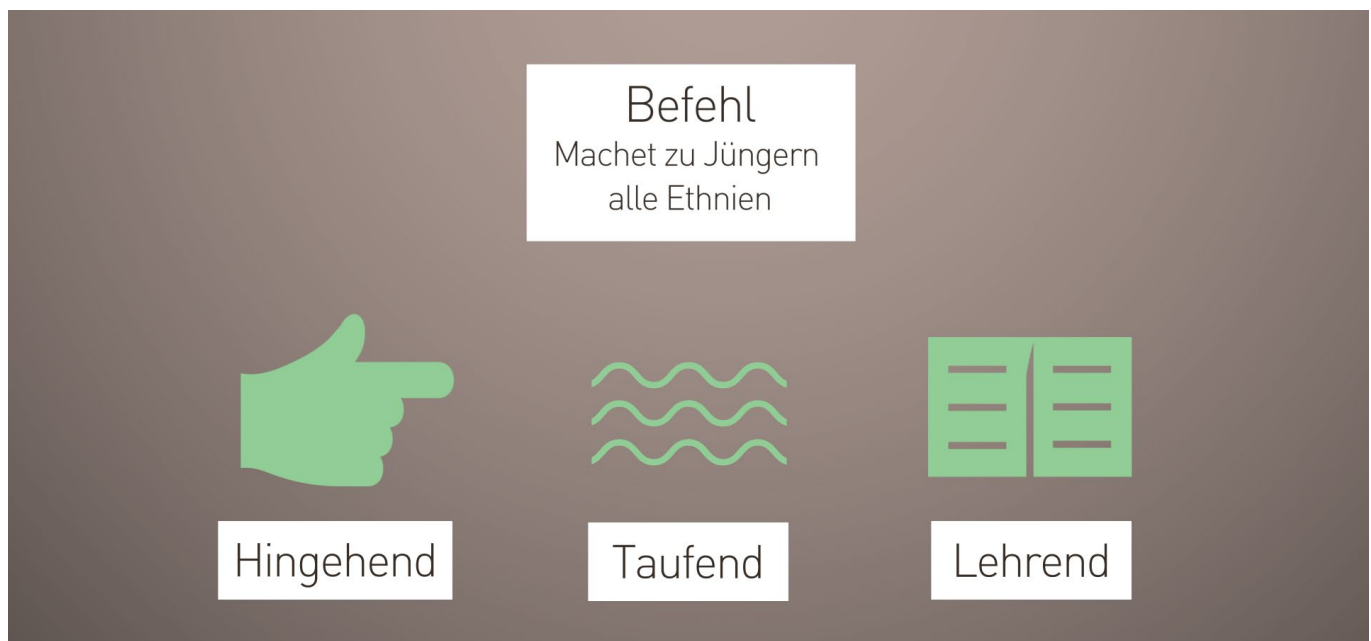 Befehl
Machet zu Jüngern
alle Ethnien
Hingehend
Taufend
Lehrend